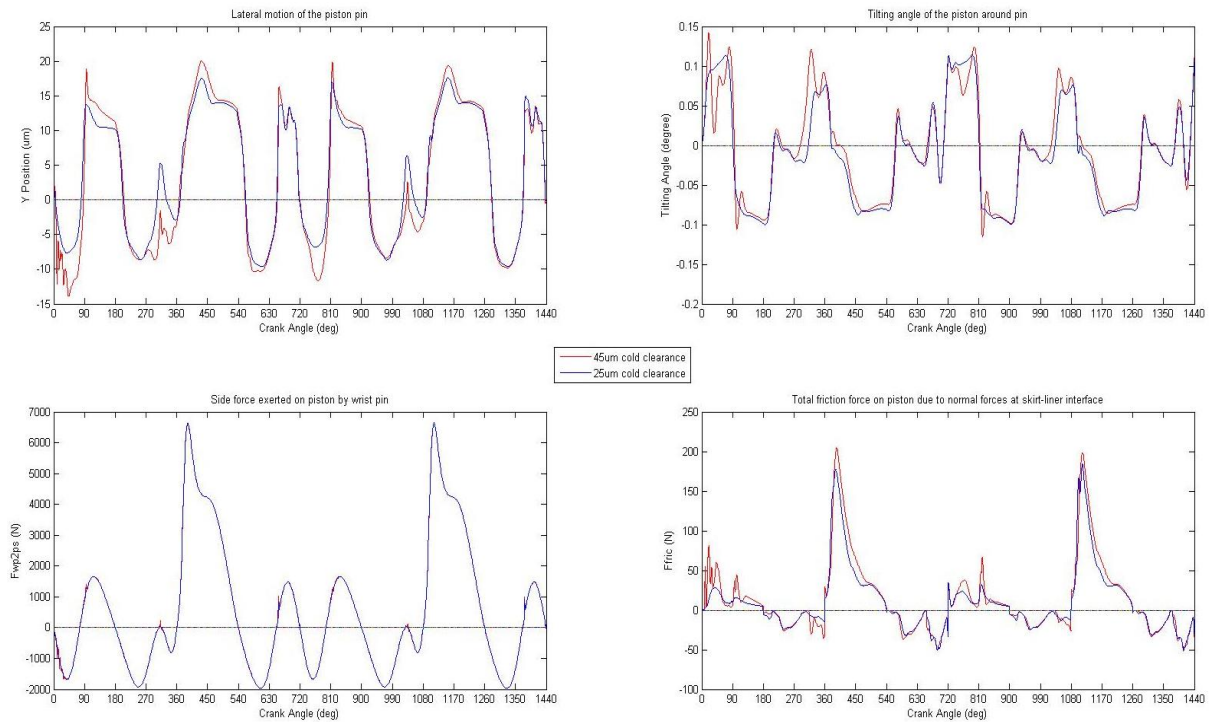 Lateral motion of the piston pin
25
20
15
10
5
0
-5
-10
-15
Y Position (um)
0 90 180 270 360 450 540 630 720 810 900 990 1080 1170 1260 1350 1440
Crank Angle (deg)
Tilting angle of the piston around pin
0.15
0.1
0.05
0
-0.05
-0.1
-0.15
-0.2
Tilting Angle (degree)
0 90 180 270 360 450 540 630 720 810 900 990 1080 1170 1260 1350 1440
Crank Angle (deg)
45um cold clearance
25um cold clearance
Side force exerted on piston by wrist pin
7000
6000
5000
4000
3000
2000
1000
0
-1000
-2000
Fwp2ps (N)
0 90 180 270 360 450 540 630 720 810 900 990 1080 1170 1260 1350 1440
Crank Angle (deg)
Total friction force on piston due to normal forces at skirt-liner interface
250
200
150
100
50
0
-50
-100
Ffric (N)
0 90 180 270 360 450 540 630 720 810 900 990 1080 1170 1260 1350 1440
Crank Angle (deg)